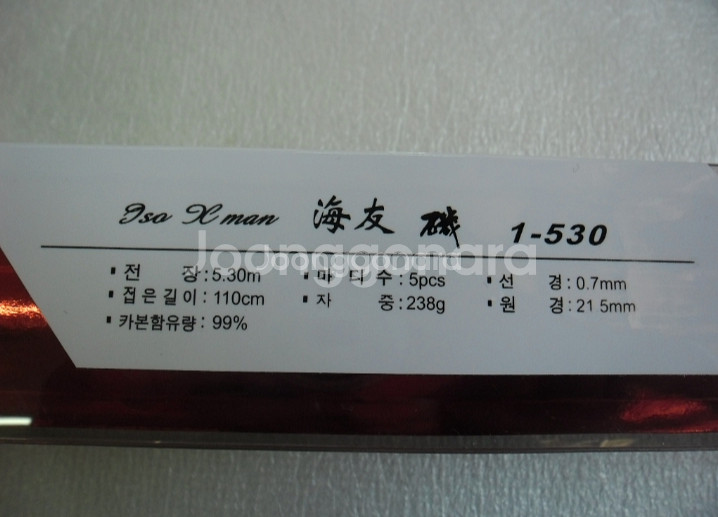 Iso X man 海友 磯 1-530
Joonggonara
▪ 전 장 : 5.30m ▪ 마 디 수 : 5pcs ▪ 선 경 : 0.7mm
▪ 접은길이 : 110cm ▪ 자 중 : 238g ▪ 원 경 : 21 5mm
▪ 카본함유량 : 99%